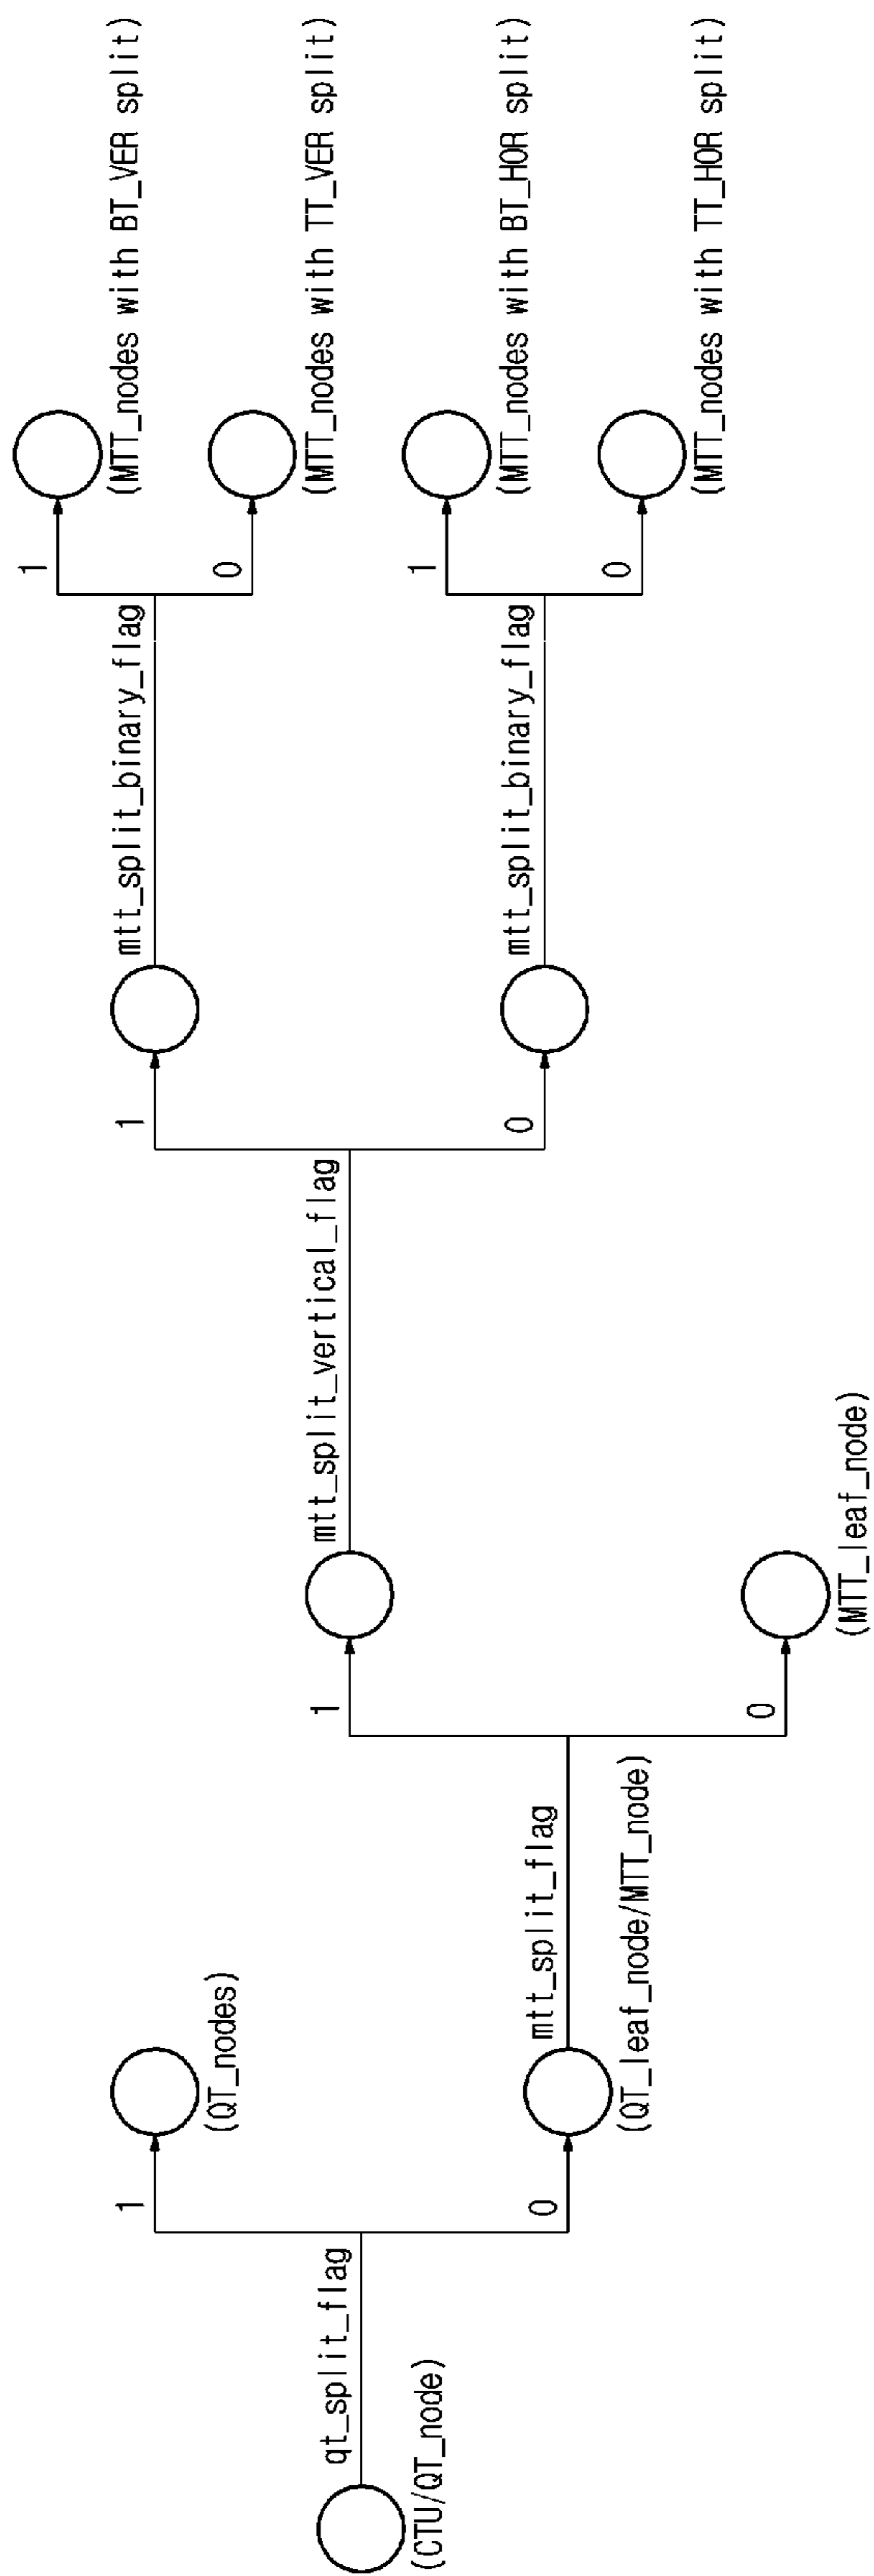 (CTU/QT_node)
qt_split_flag
1
(QT_nodes)
0
(QT_leaf_node/MTT_node)
mtt_split_flag
1
0
(MTT_leaf_node)
mtt_split_vertical_flag
1
mtt_split_binary_flag
1
(MTT_nodes with BT_VER split)
0
(MTT_nodes with TT_VER split)
0
mtt_split_binary_flag
1
(MTT_nodes with BT_HOR split)
0
(MTT_nodes with TT_HOR split)